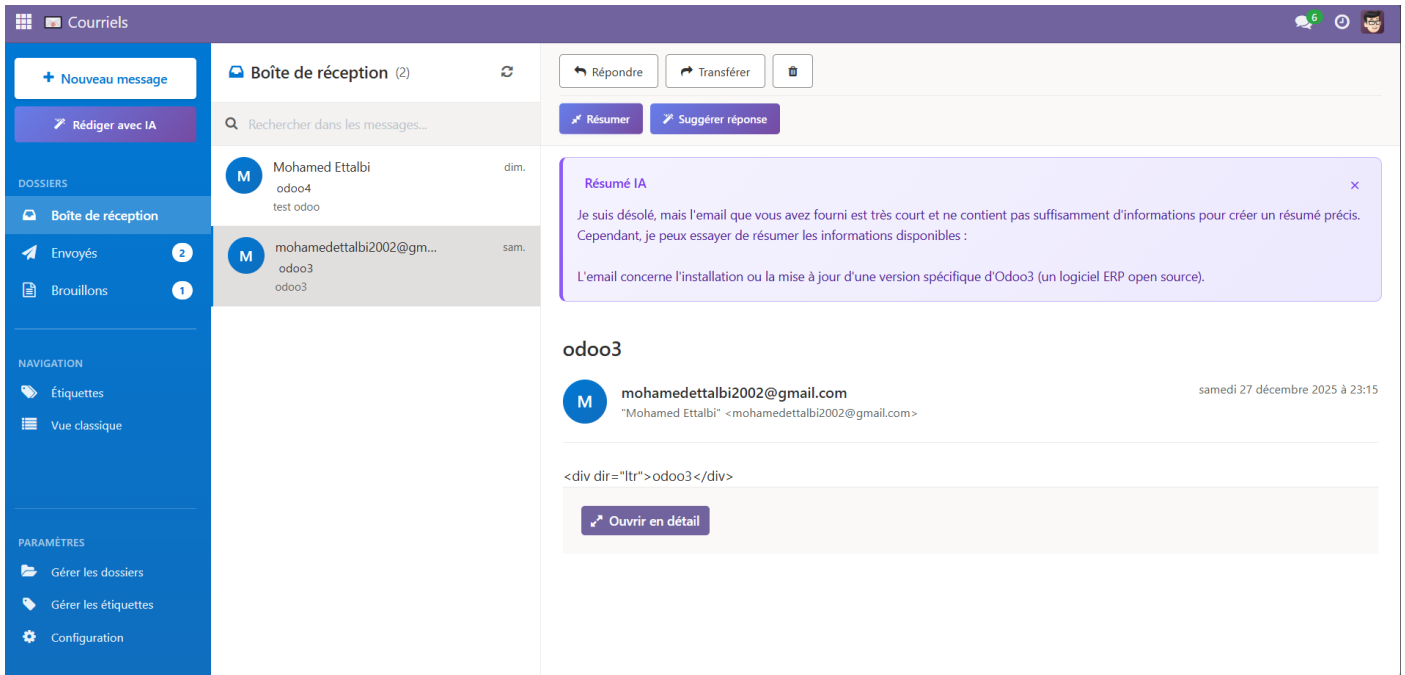 Courriels
6
Nouveau message
Rédiger avec IA
DOSSIERS
Boîte de réception
Envoyés 2
Brouillons 1
NAVIGATION
Étiquettes
Vue classique
PARAMÈTRES
Gérer les dossiers
Gérer les étiquettes
Configuration
Boîte de réception (2)
Rechercher dans les messages...
M
Mohamed Ettalbi dim.
odoo4
test odoo
M
mohamedettalbi2002@gm... sam.
odoo3
odoo3
Répondre Transférer
Résumer Suggérer réponse
Résumé IA ×
Je suis désolé, mais l'email que vous avez fourni est très court et ne contient pas suffisamment d'informations pour créer un résumé précis.
Cependant, je peux essayer de résumer les informations disponibles :
L'email concerne l'installation ou la mise à jour d'une version spécifique d'Odoo3 (un logiciel ERP open source).
odoo3
M
mohamedettalbi2002@gmail.com samedi 27 décembre 2025 à 23:15
"Mohamed Ettalbi" <mohamedettalbi2002@gmail.com>
<div dir="ltr">odoo3</div>
Ouvrir en détail